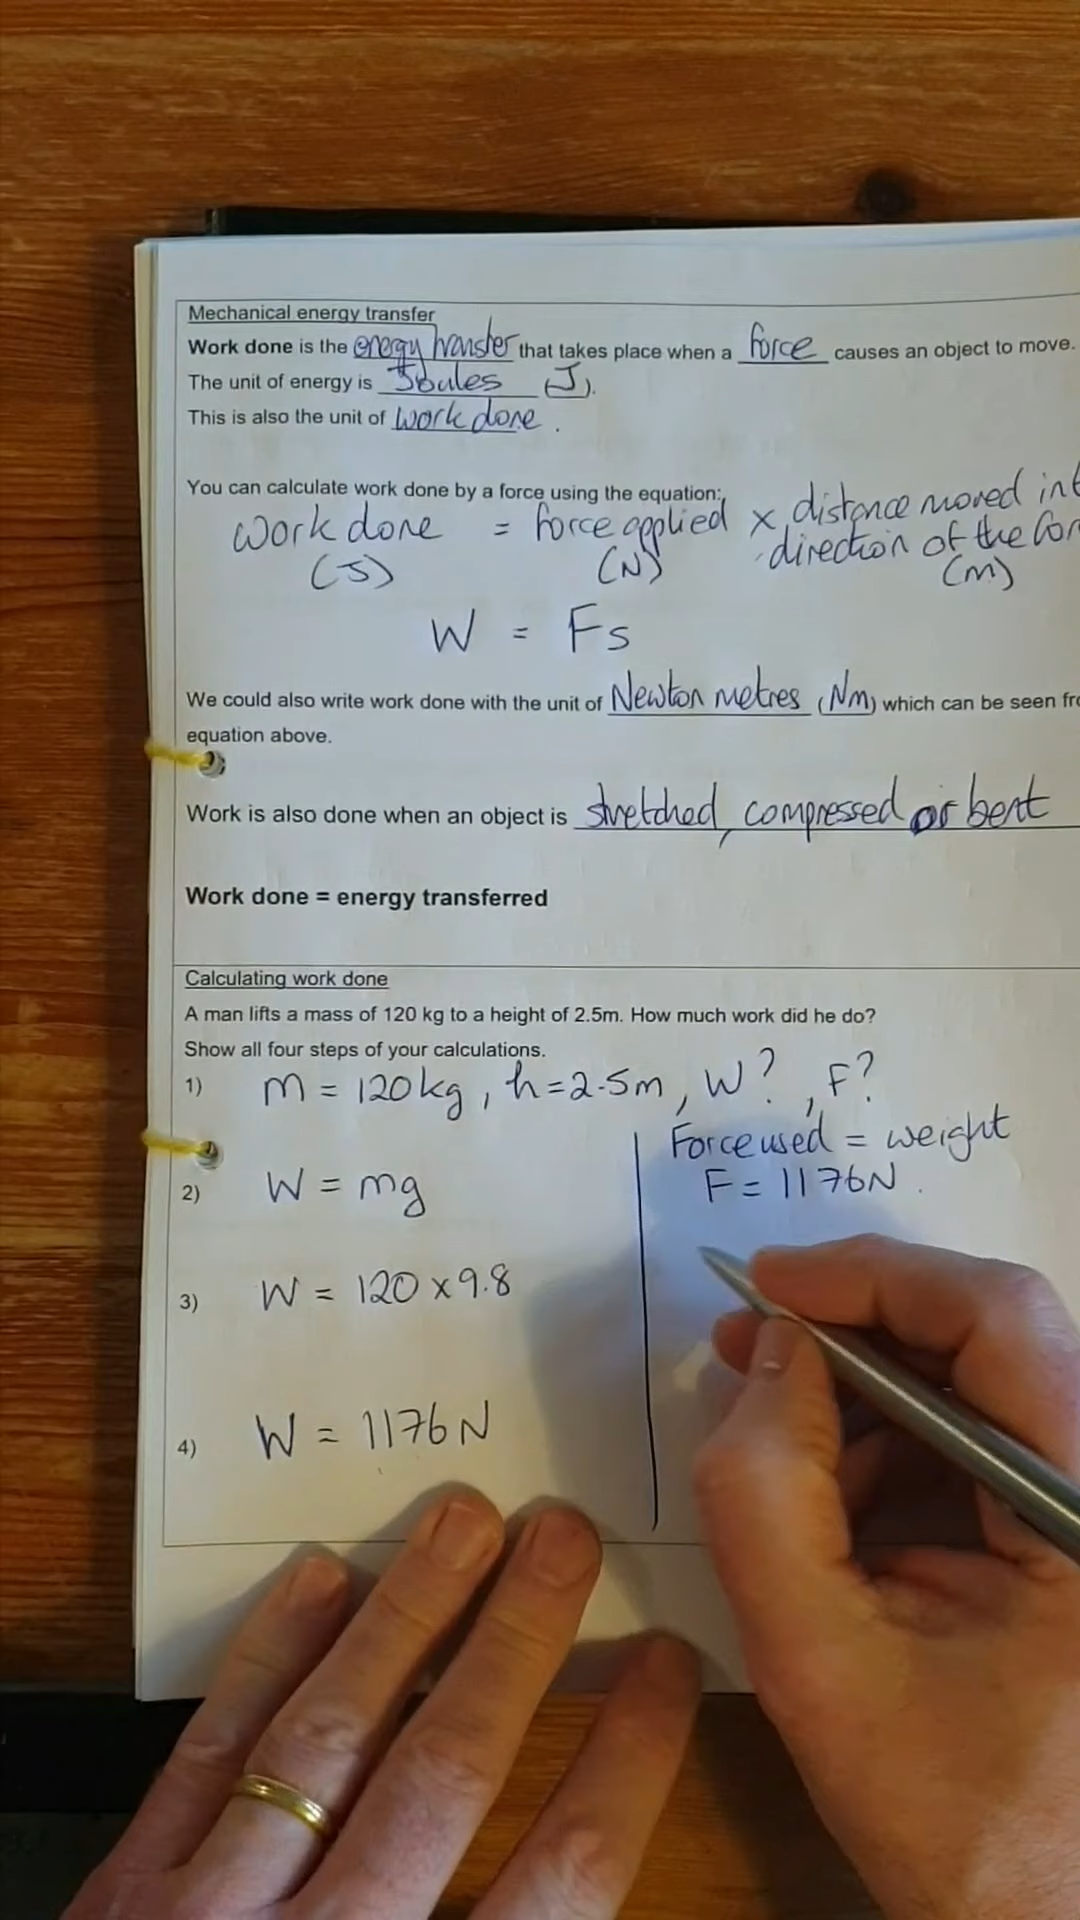 Mechanical energy transfer
Work done is the energy transfer that takes place when a force causes an object to move.
The unit of energy is Joules (J).
This is also the unit of work done.
You can calculate work done by a force using the equation:
work done = force applied × distance moved in
direction of the
(J) (N) (m)
W = Fs
We could also write work done with the unit of Newton metres (Nm) which can be seen
equation above.
Work is also done when an object is stretched, compressed or bent
Work done = energy transferred
Calculating work done
A man lifts a mass of 120 kg to a height of 2.5m. How much work did he do?
Show all four steps of your calculations.
1) m = 120kg, h=2.5m, W?, F?
Force used = weight
F = 1176N.
2) W = mg
3) W = 120 × 9.8
4) W = 1176N